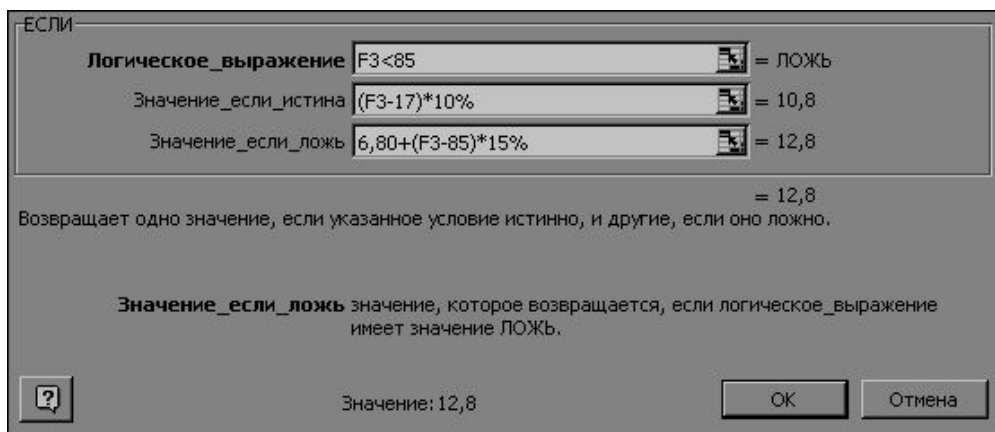 ЕСЛИ
Логическое_выражение F3<85 = ЛОЖЬ
Значение_если_истина (F3-17)*10% = 10,8
Значение_если_ложь 6,80+(F3-85)*15% = 12,8
= 12,8
Возвращает одно значение, если указанное условие истинно, и другие, если оно ложно.
Значение_если_ложь значение, которое возвращается, если логическое_выражение
имеет значение ЛОЖЬ.
? Значение:12,8 OK Отмена